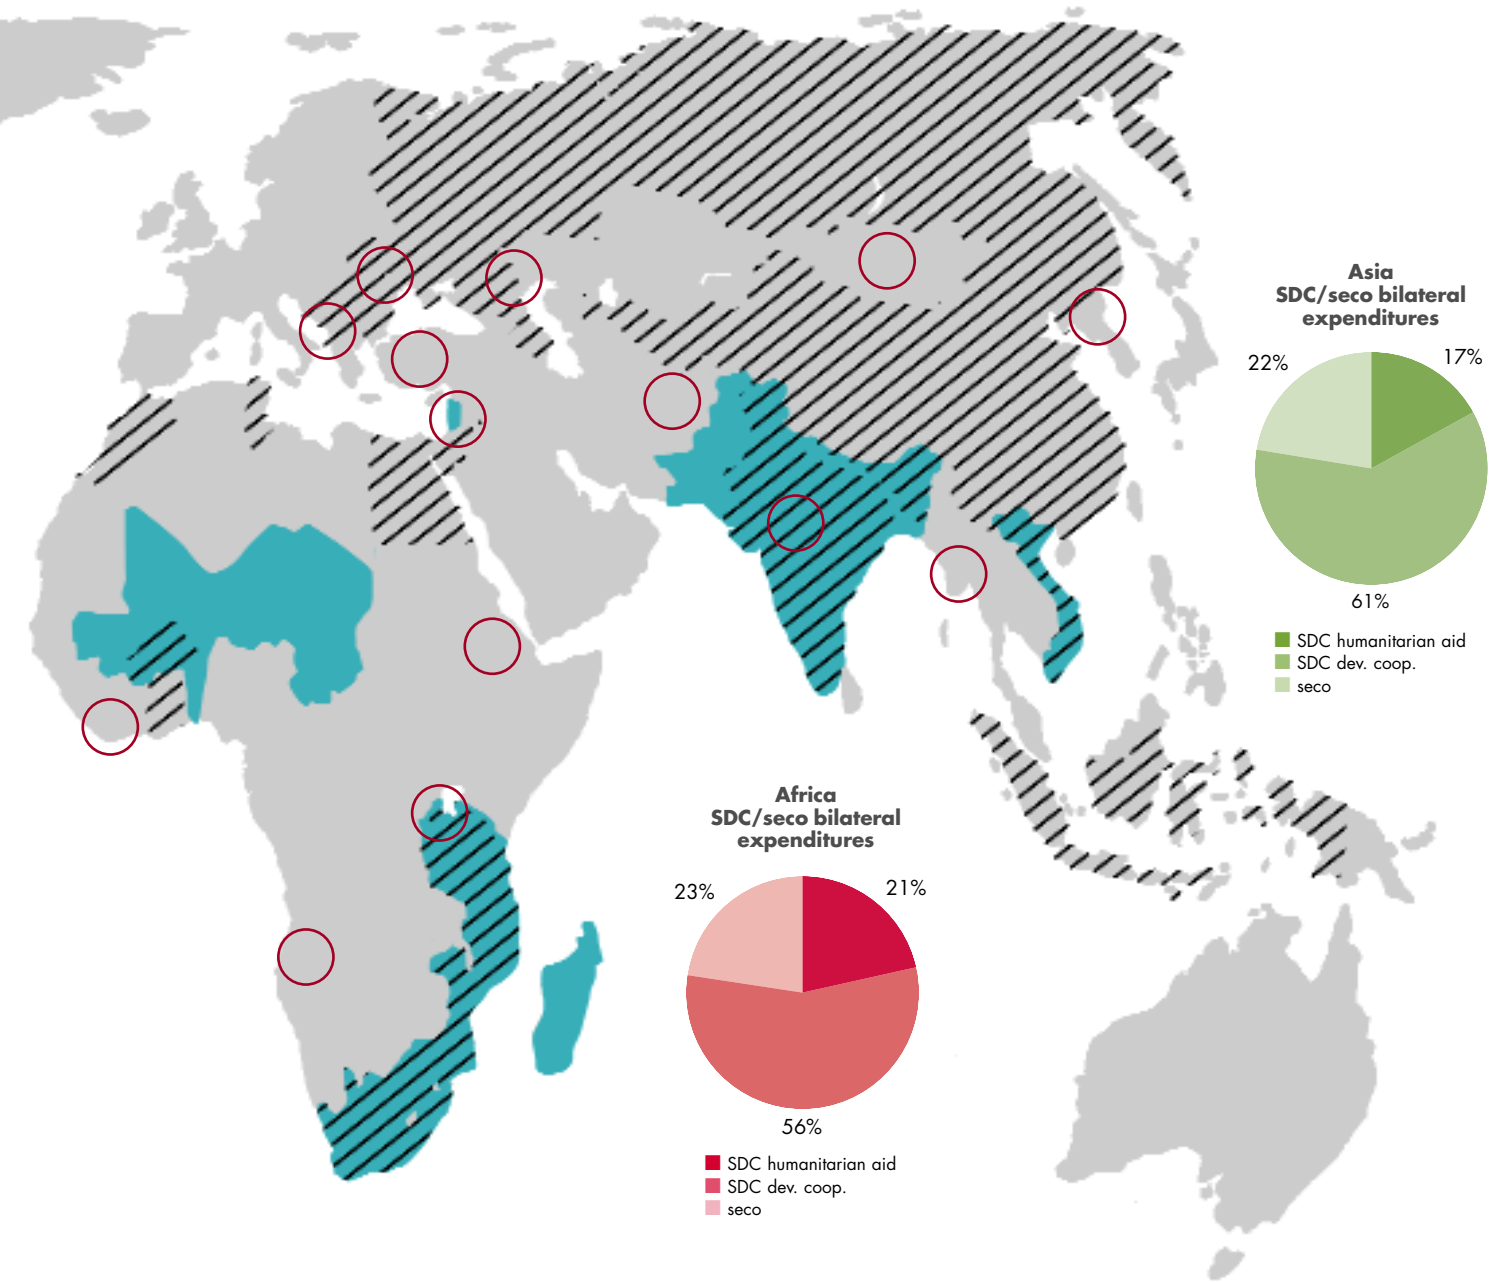 Asia
SDC/seco bilateral
expenditures
22%
17%
61%
SDC humanitarian aid
SDC dev. coop.
seco
Africa
SDC/seco bilateral
expenditures
23%
21%
56%
SDC humanitarian aid
SDC dev. coop.
seco